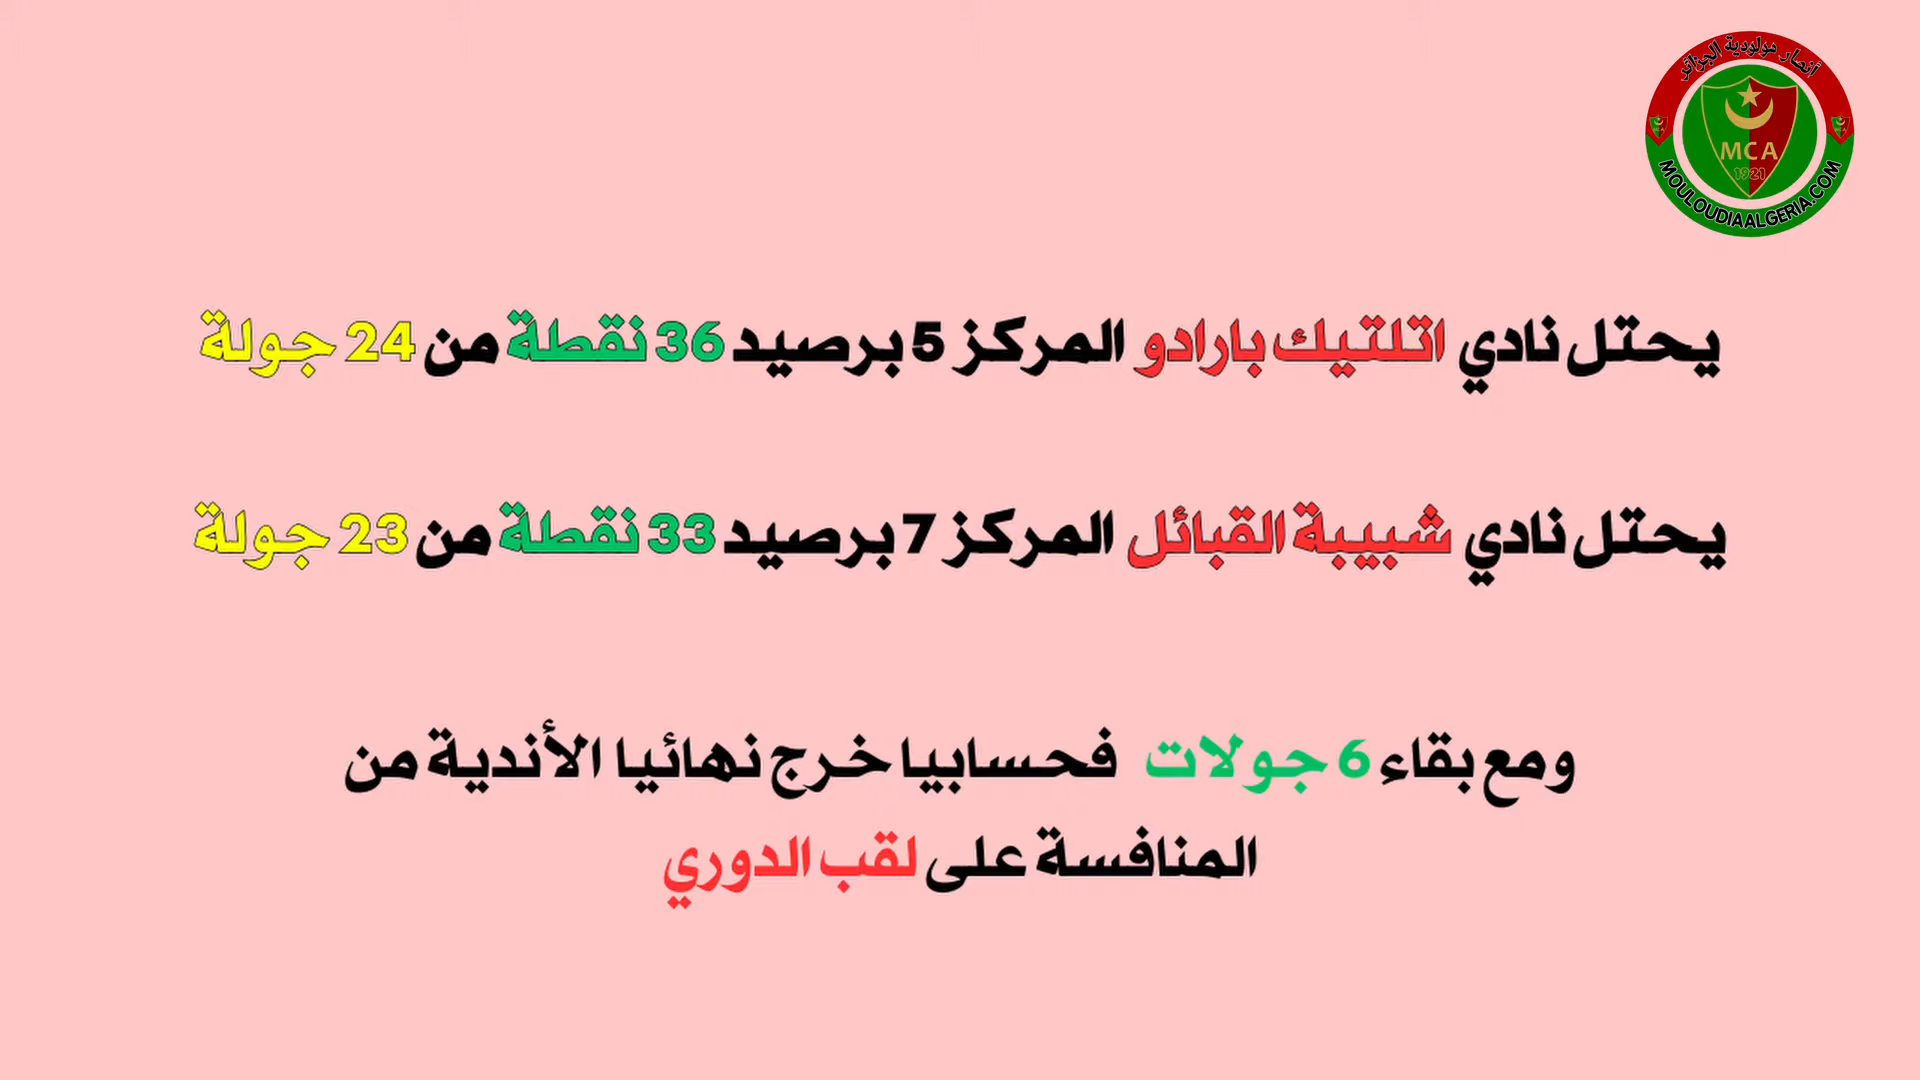 أنصار مولودية الجزائر
MCA
1921
MOULOUDIAALGERIA.COM
يحتل نادي اتلتيك بارادو المركز 5 برصيد 36 نقطة من 24 جولة
يحتل نادي شبيبة القبائل المركز 7 برصيد 33 نقطة من 23 جولة
ومع بقاء 6 جولات فحسابيا خرج نهائيا الأندية من
المنافسة على لقب الدوري